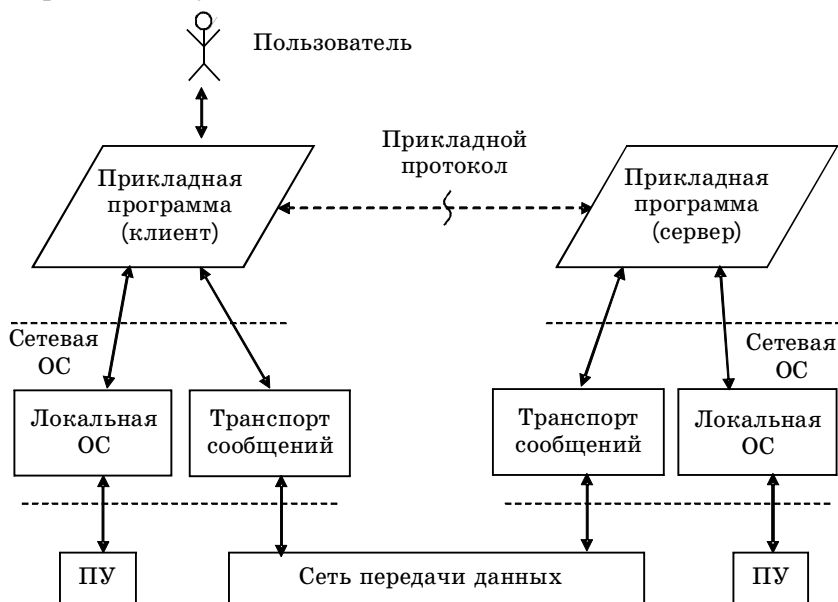 Пользователь
Прикладной
протокол
Прикладная
программа
(клиент)
Прикладная
программа
(сервер)
Сетевая
ОС
Сетевая
ОС
Локальная
ОС
Транспорт
сообщений
Транспорт
сообщений
Локальная
ОС
ПУ
Сеть передачи данных
ПУ